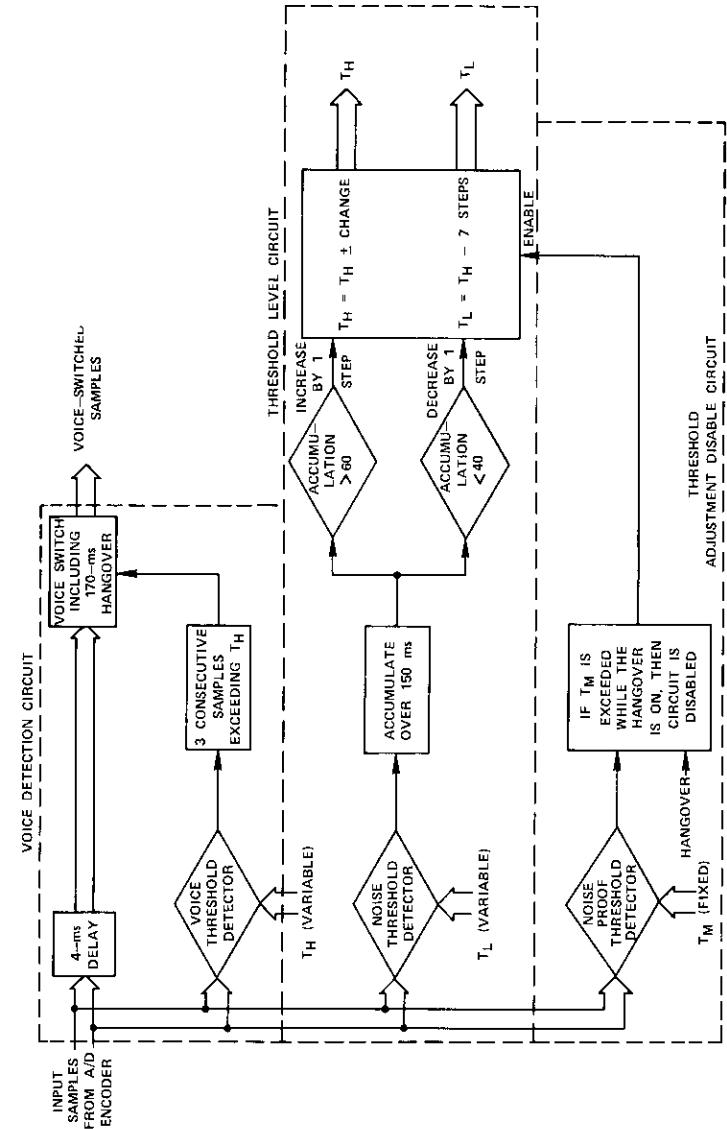 VOICE DETECTION CIRCUIT
INPUT
SAMPLES
FROM A/D
ENCODER
4-ms
DELAY
VOICE SWITCH
INCLUDING
170-ms
HANGOVER
VOICE-SWITCHED
SAMPLES
VOICE
THRESHOLD
DETECTOR
T_H (VARIABLE)
3 CONSECUTIVE
SAMPLES
EXCEEDING T_H
THRESHOLD LEVEL CIRCUIT
NOISE
THRESHOLD
DETECTOR
T_L (VARIABLE)
ACCUMULATE
OVER 150 ms
ACCUMU-
LATION
>60
INCREASE
BY 1
STEP
ACCUMU-
LATION
<40
DECREASE
BY 1
STEP
T_H = T_H ± CHANGE
T_L = T_H - 7 STEPS
T_H
T_L
ENABLE
NOISE
PROOF
THRESHOLD
DETECTOR
T_M (FIXED)
HANGOVER
IF T_M IS
EXCEEDED
WHILE THE
HANGOVER
IS ON, THEN
CIRCUIT IS
DISABLED
THRESHOLD
ADJUSTMENT DISABLE CIRCUIT